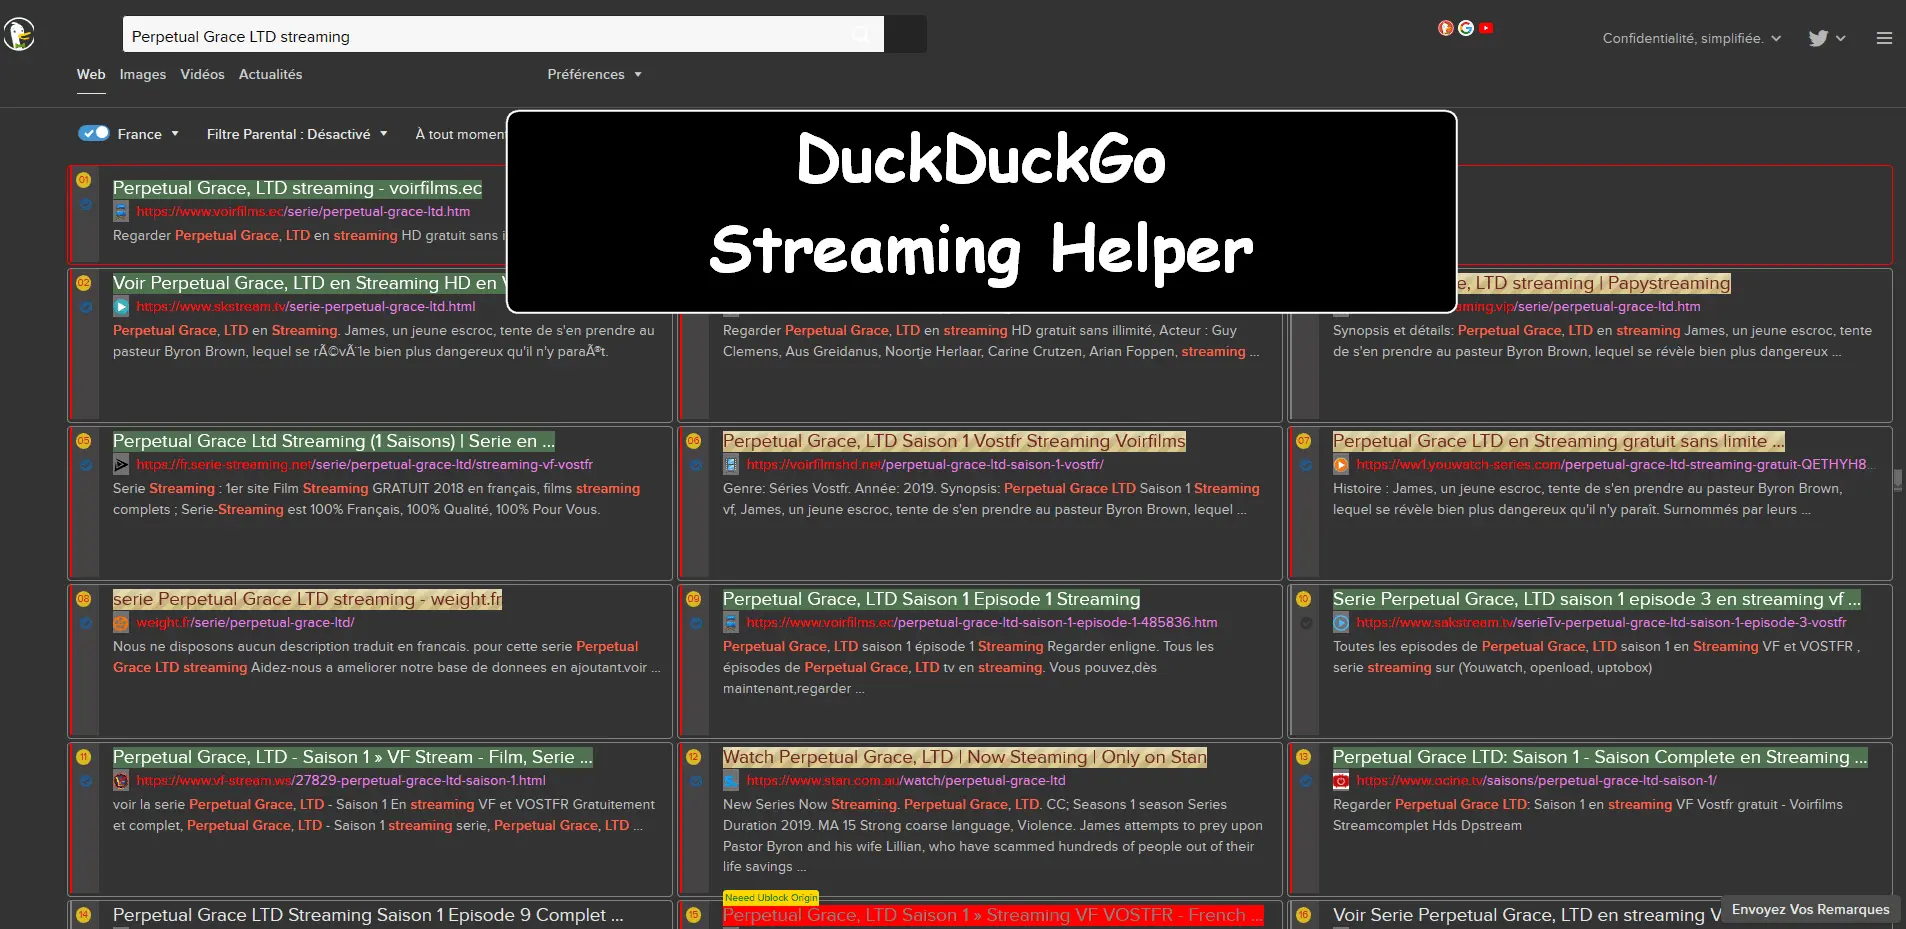 Perpetual Grace LTD streaming
Confidentialité, simplifiée.
Web Images Vidéos Actualités Préférences
France Filtre Parental : Désactivé À tout momen
DuckDuckGo
Streaming Helper
01 Perpetual Grace, LTD streaming - voirfilms.ec
https://www.voirfilms.ec/serie/perpetual-grace-ltd.htm
Regarder Perpetual Grace, LTD en streaming HD gratuit sans i
02 Voir Perpetual Grace, LTD en Streaming HD en V
https://www.skstream.tv/serie-perpetual-grace-ltd.html
Perpetual Grace, LTD en Streaming. James, un jeune escroc, tente de s'en prendre au
pasteur Byron Brown, lequel se rÃ©vÃ¨le bien plus dangereux qu'il n'y paraÃ®t.
Regarder Perpetual Grace, LTD en streaming HD gratuit sans illimité, Acteur : Guy
Clemens, Aus Greidanus, Noortje Herlaar, Carine Crutzen, Arian Foppen, streaming ...
e, LTD streaming | Papystreaming
ming.vip/serie/perpetual-grace-ltd.htm
Synopsis et détails: Perpetual Grace, LTD en streaming James, un jeune escroc, tente
de s'en prendre au pasteur Byron Brown, lequel se révèle bien plus dangereux ...
05 Perpetual Grace Ltd Streaming (1 Saisons) | Serie en ...
https://fr.serie-streaming.net/serie/perpetual-grace-ltd/streaming-vf-vostfr
Serie Streaming : 1er site Film Streaming GRATUIT 2018 en français, films streaming
complets ; Serie-Streaming est 100% Français, 100% Qualité, 100% Pour Vous.
06 Perpetual Grace, LTD Saison 1 Vostfr Streaming Voirfilms
https://voirfilmshd.net/perpetual-grace-ltd-saison-1-vostfr/
Genre: Séries Vostfr. Année: 2019. Synopsis: Perpetual Grace LTD Saison 1 Streaming
vf, James, un jeune escroc, tente de s'en prendre au pasteur Byron Brown, lequel ...
07 Perpetual Grace LTD en Streaming gratuit sans limite ...
https://ww1.youwatch-series.com/perpetual-grace-ltd-streaming-gratuit-QETHYH8...
Histoire : James, un jeune escroc, tente de s'en prendre au pasteur Byron Brown,
lequel se révèle bien plus dangereux qu'il n'y paraît. Surnommés par leurs ...
08 serie Perpetual Grace LTD streaming - weight.fr
weight.fr/serie/perpetual-grace-ltd/
Nous ne disposons aucun description traduit en francais. pour cette serie Perpetual
Grace LTD streaming Aidez-nous a ameliorer notre base de donnees en ajoutant.voir ...
09 Perpetual Grace, LTD Saison 1 Episode 1 Streaming
https://www.voirfilms.ec/perpetual-grace-ltd-saison-1-episode-1-485836.htm
Perpetual Grace, LTD saison 1 épisode 1 Streaming Regarder enligne. Tous les
épisodes de Perpetual Grace, LTD tv en streaming. Vous pouvez,dès
maintenant,regarder ...
10 Serie Perpetual Grace, LTD saison 1 episode 3 en streaming vf ...
https://www.sakstream.tv/serieTv-perpetual-grace-ltd-saison-1-episode-3-vostfr
Toutes les episodes de Perpetual Grace, LTD saison 1 en Streaming VF et VOSTFR ,
serie streaming sur (Youwatch, openload, uptobox)
11 Perpetual Grace, LTD - Saison 1 » VF Stream - Film, Serie ...
https://www.vf-stream.ws/27829-perpetual-grace-ltd-saison-1.html
voir la serie Perpetual Grace, LTD - Saison 1 En streaming VF et VOSTFR Gratuitement
et complet, Perpetual Grace, LTD - Saison 1 streaming serie, Perpetual Grace, LTD ...
12 Watch Perpetual Grace, LTD | Now Steaming | Only on Stan
https://www.stan.com.au/watch/perpetual-grace-ltd
New Series Now Streaming. Perpetual Grace, LTD. CC; Seasons 1 season Series
Duration 2019. MA 15 Strong coarse language, Violence. James attempts to prey upon
Pastor Byron and his wife Lillian, who have scammed hundreds of people out of their
life savings ...
13 Perpetual Grace LTD: Saison 1 - Saison Complete en Streaming ...
https://www.ocine.tv/saisons/perpetual-grace-ltd-saison-1/
Regarder Perpetual Grace LTD: Saison 1 en streaming VF Vostfr gratuit - Voirfilms
Streamcomplet Hds Dpstream
14 Perpetual Grace LTD Streaming Saison 1 Episode 9 Complet ...
Neeed Ublock Origin
15 Perpetual Grace, LTD Saison 1 » Streaming VF VOSTFR - French ...
16 Voir Serie Perpetual Grace, LTD en streaming V
Envoyez Vos Remarques